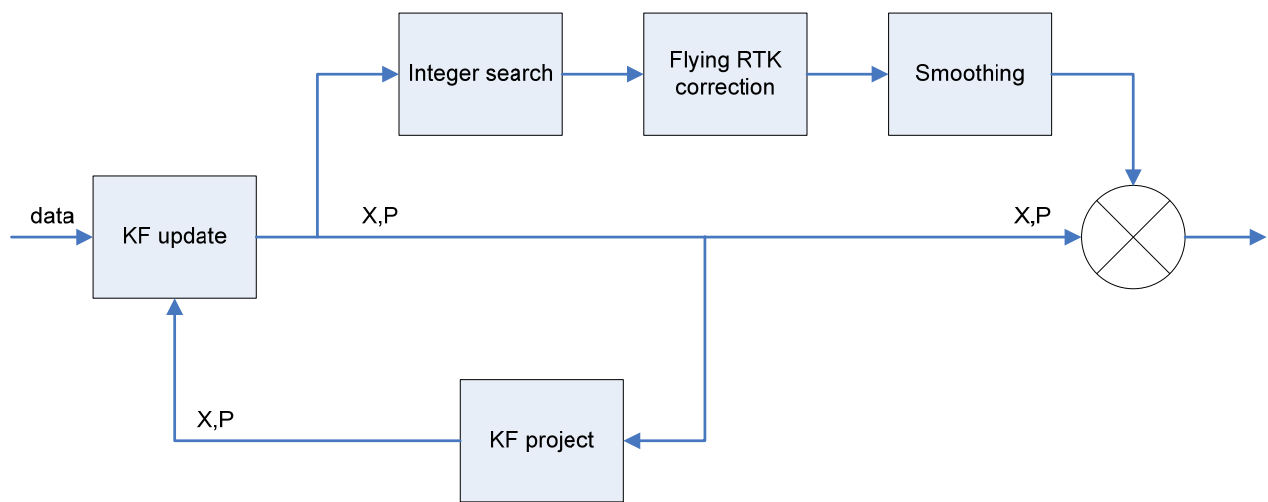 Integer search
Flying RTK
correction
Smoothing
data
KF update
X,P
X,P
X,P
KF project